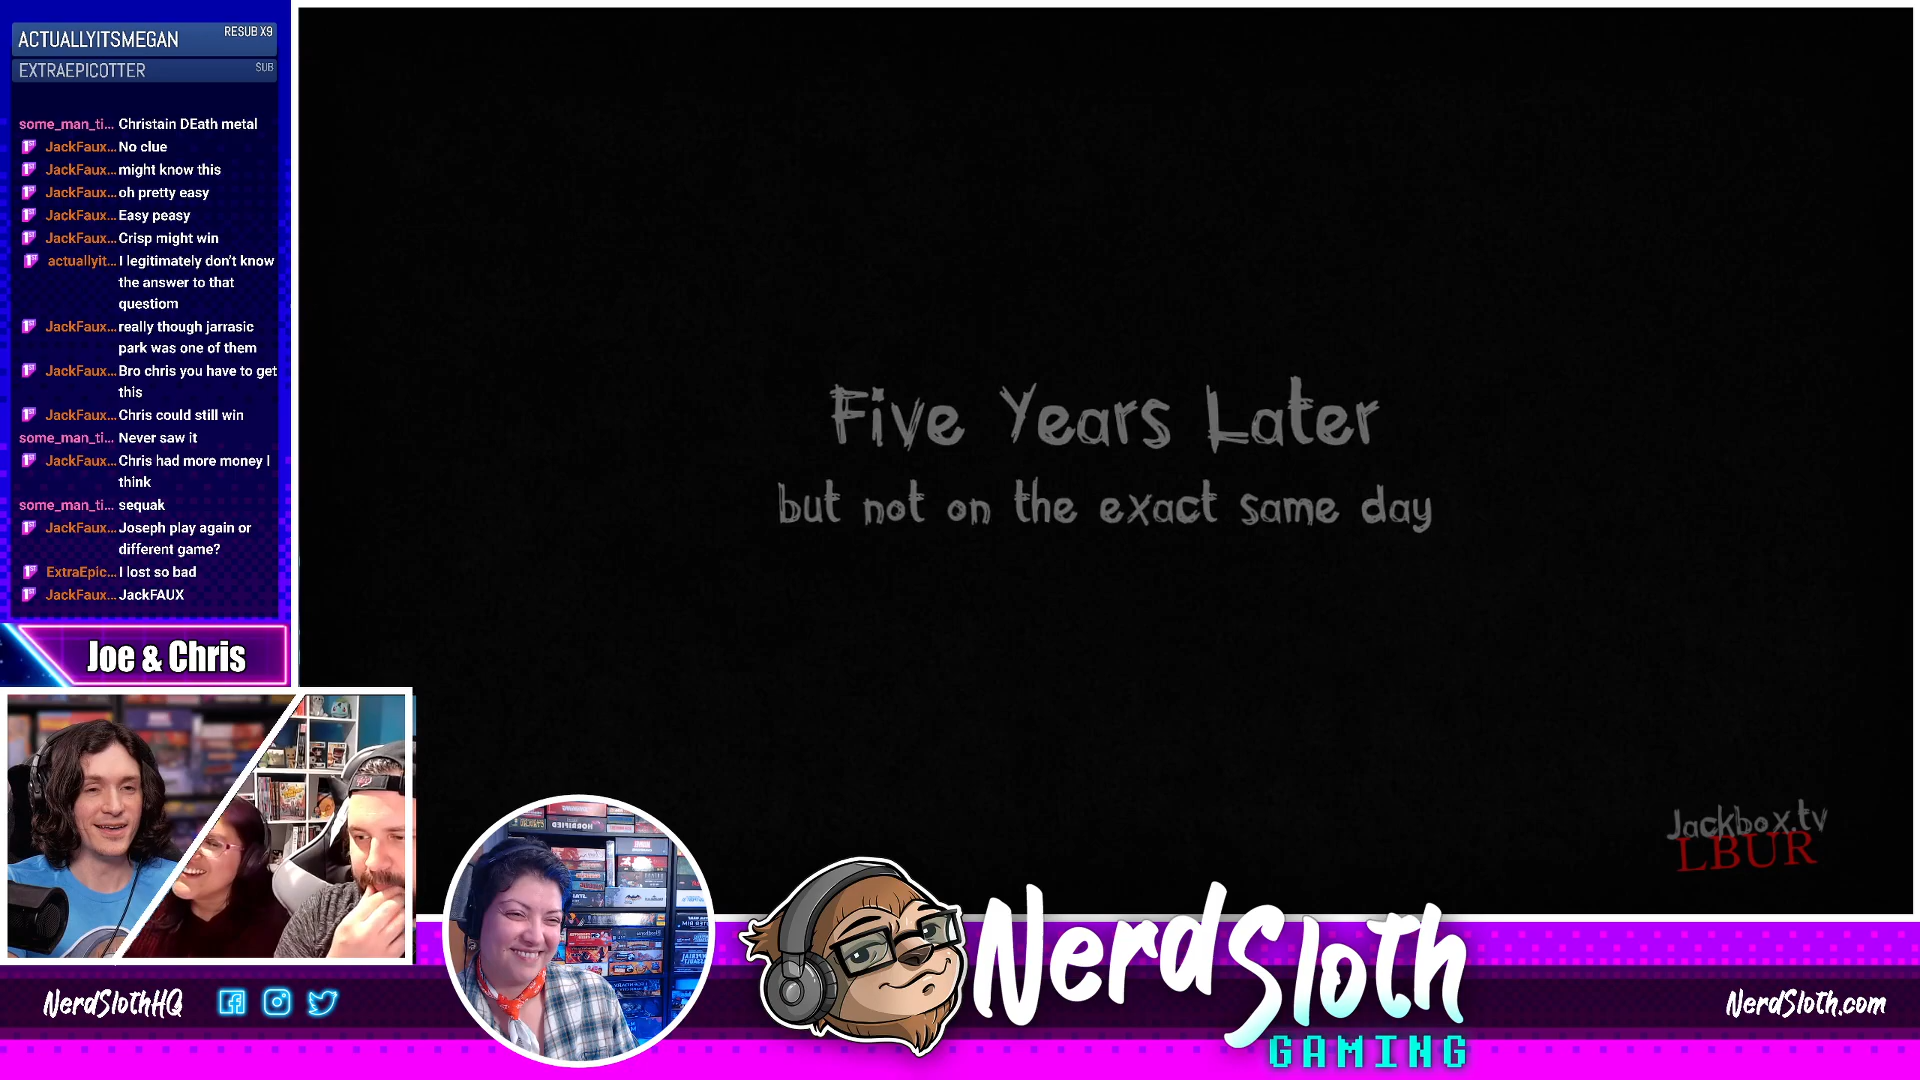 ACTUALLYITSMEGAN RESUB X9
EXTRAEPICOTTER SUB
some_man_ti... Christain DEath metal
JackFaux... No clue
JackFaux... might know this
JackFaux... oh pretty easy
JackFaux... Easy peasy
JackFaux... Crisp might win
actuallyit... I legitimately don't know
the answer to that
questiom
JackFaux... really though jarrasic
park was one of them
JackFaux... Bro chris you have to get
this
JackFaux... Chris could still win
some_man_ti... Never saw it
JackFaux... Chris had more money I
think
some_man_ti... sequak
JackFaux... Joseph play again or
different game?
ExtraEpic... I lost so bad
JackFaux... JackFAUX
Joe & Chris
Five Years Later
but not on the exact same day
Jackbox.tv
LBUR
HORRIFIED
NerdSlothHQ
NerdSloth
GAMING
NerdSloth.com